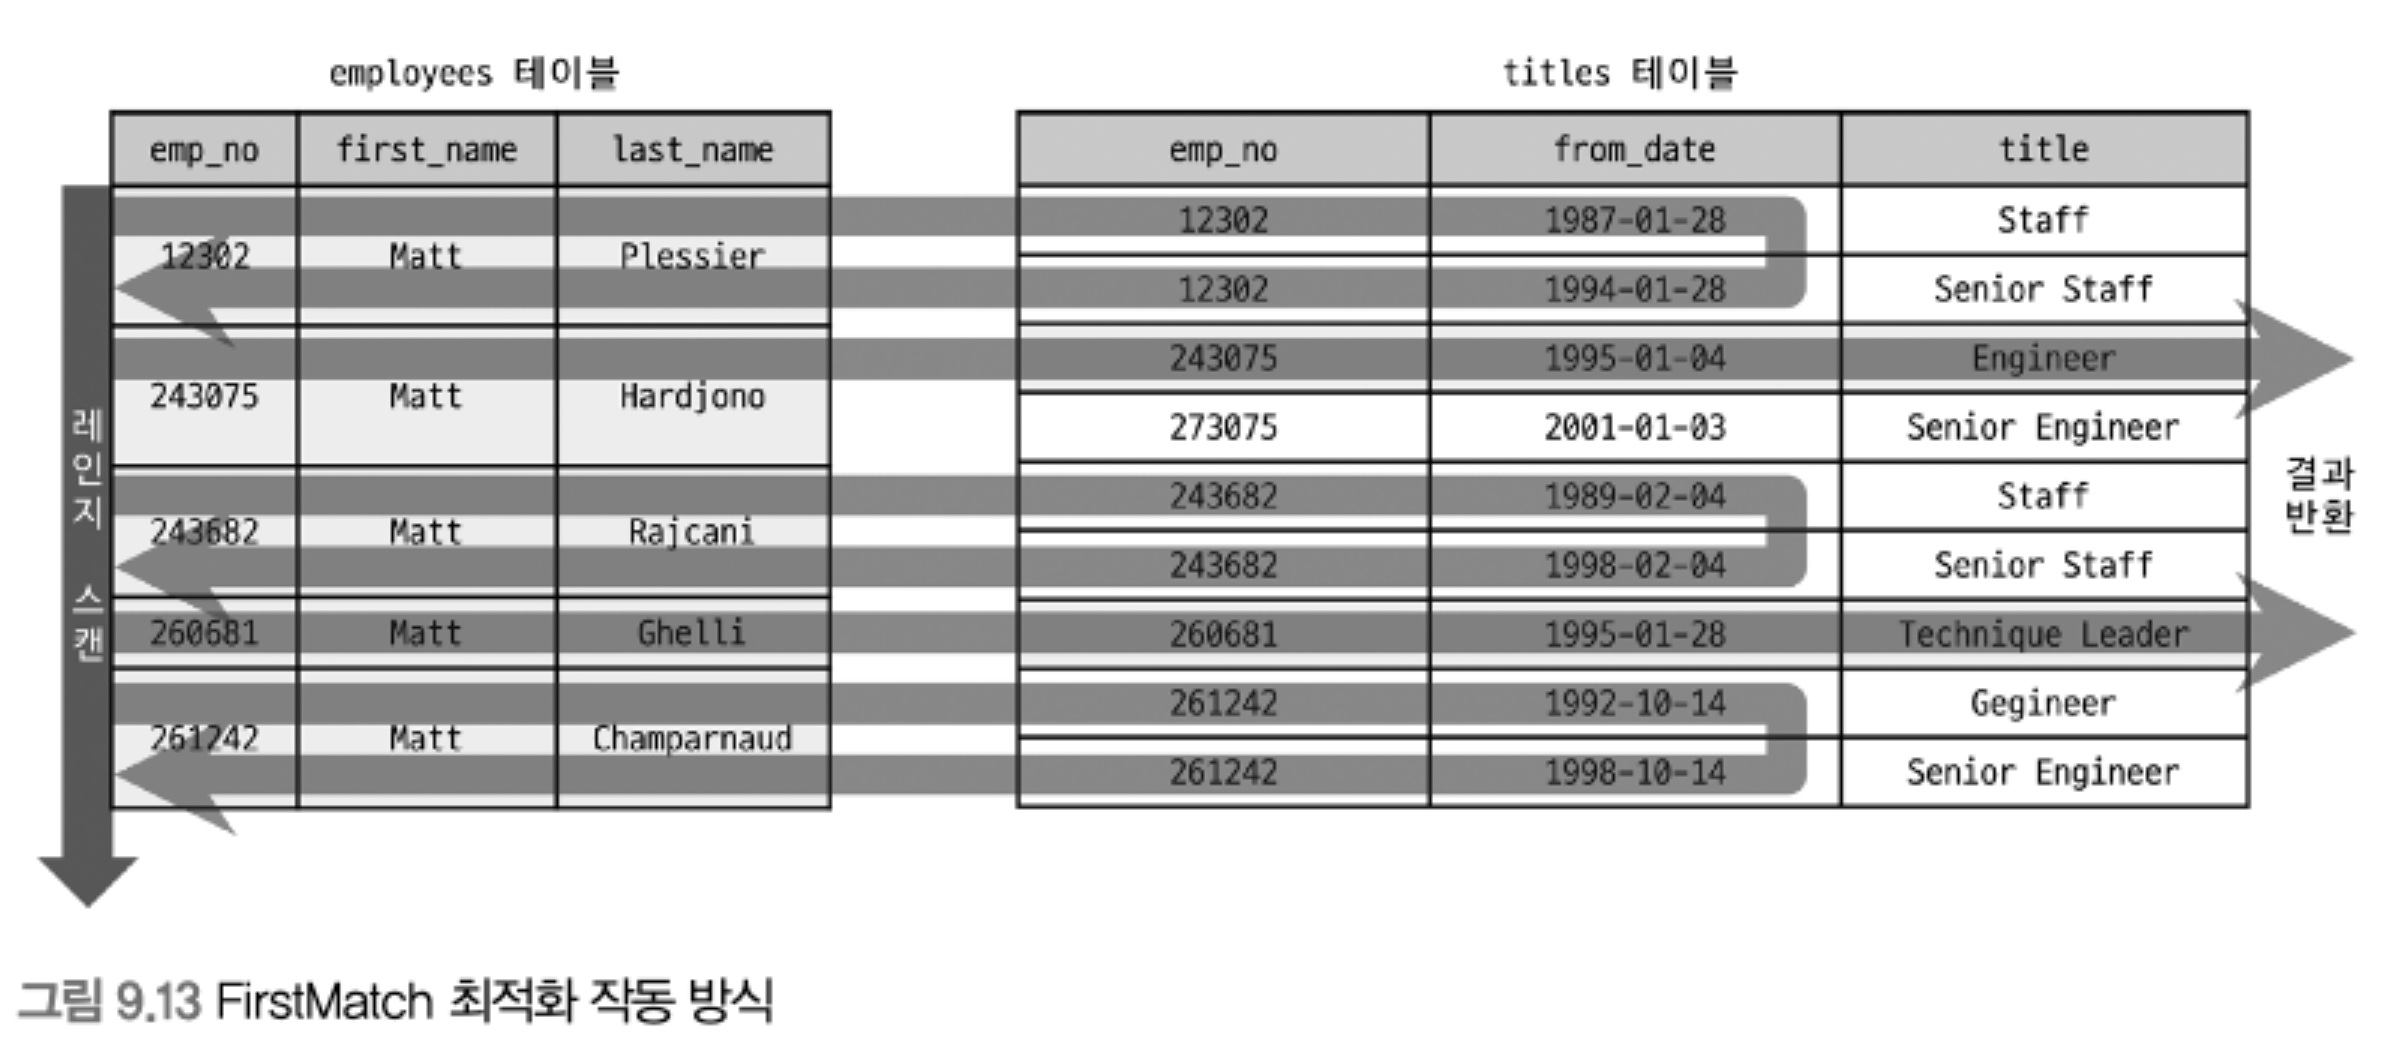 employees 테이블
titles 테이블
emp_no first_name last_name
emp_no from_date title
12302 Matt Plessier
243075 Matt Hardjono
243682 Matt Rajcani
260681 Matt Ghelli
261242 Matt Champarnaud
12302 1987-01-28 Staff
12302 1994-01-28 Senior Staff
243075 1995-01-04 Engineer
273075 2001-01-03 Senior Engineer
243682 1989-02-04 Staff
243682 1998-02-04 Senior Staff
260681 1995-01-28 Technique Leader
261242 1992-10-14 Gegineer
261242 1998-10-14 Senior Engineer
레인지 스캔
결과
반환
그림 9.13 FirstMatch 최적화 작동 방식